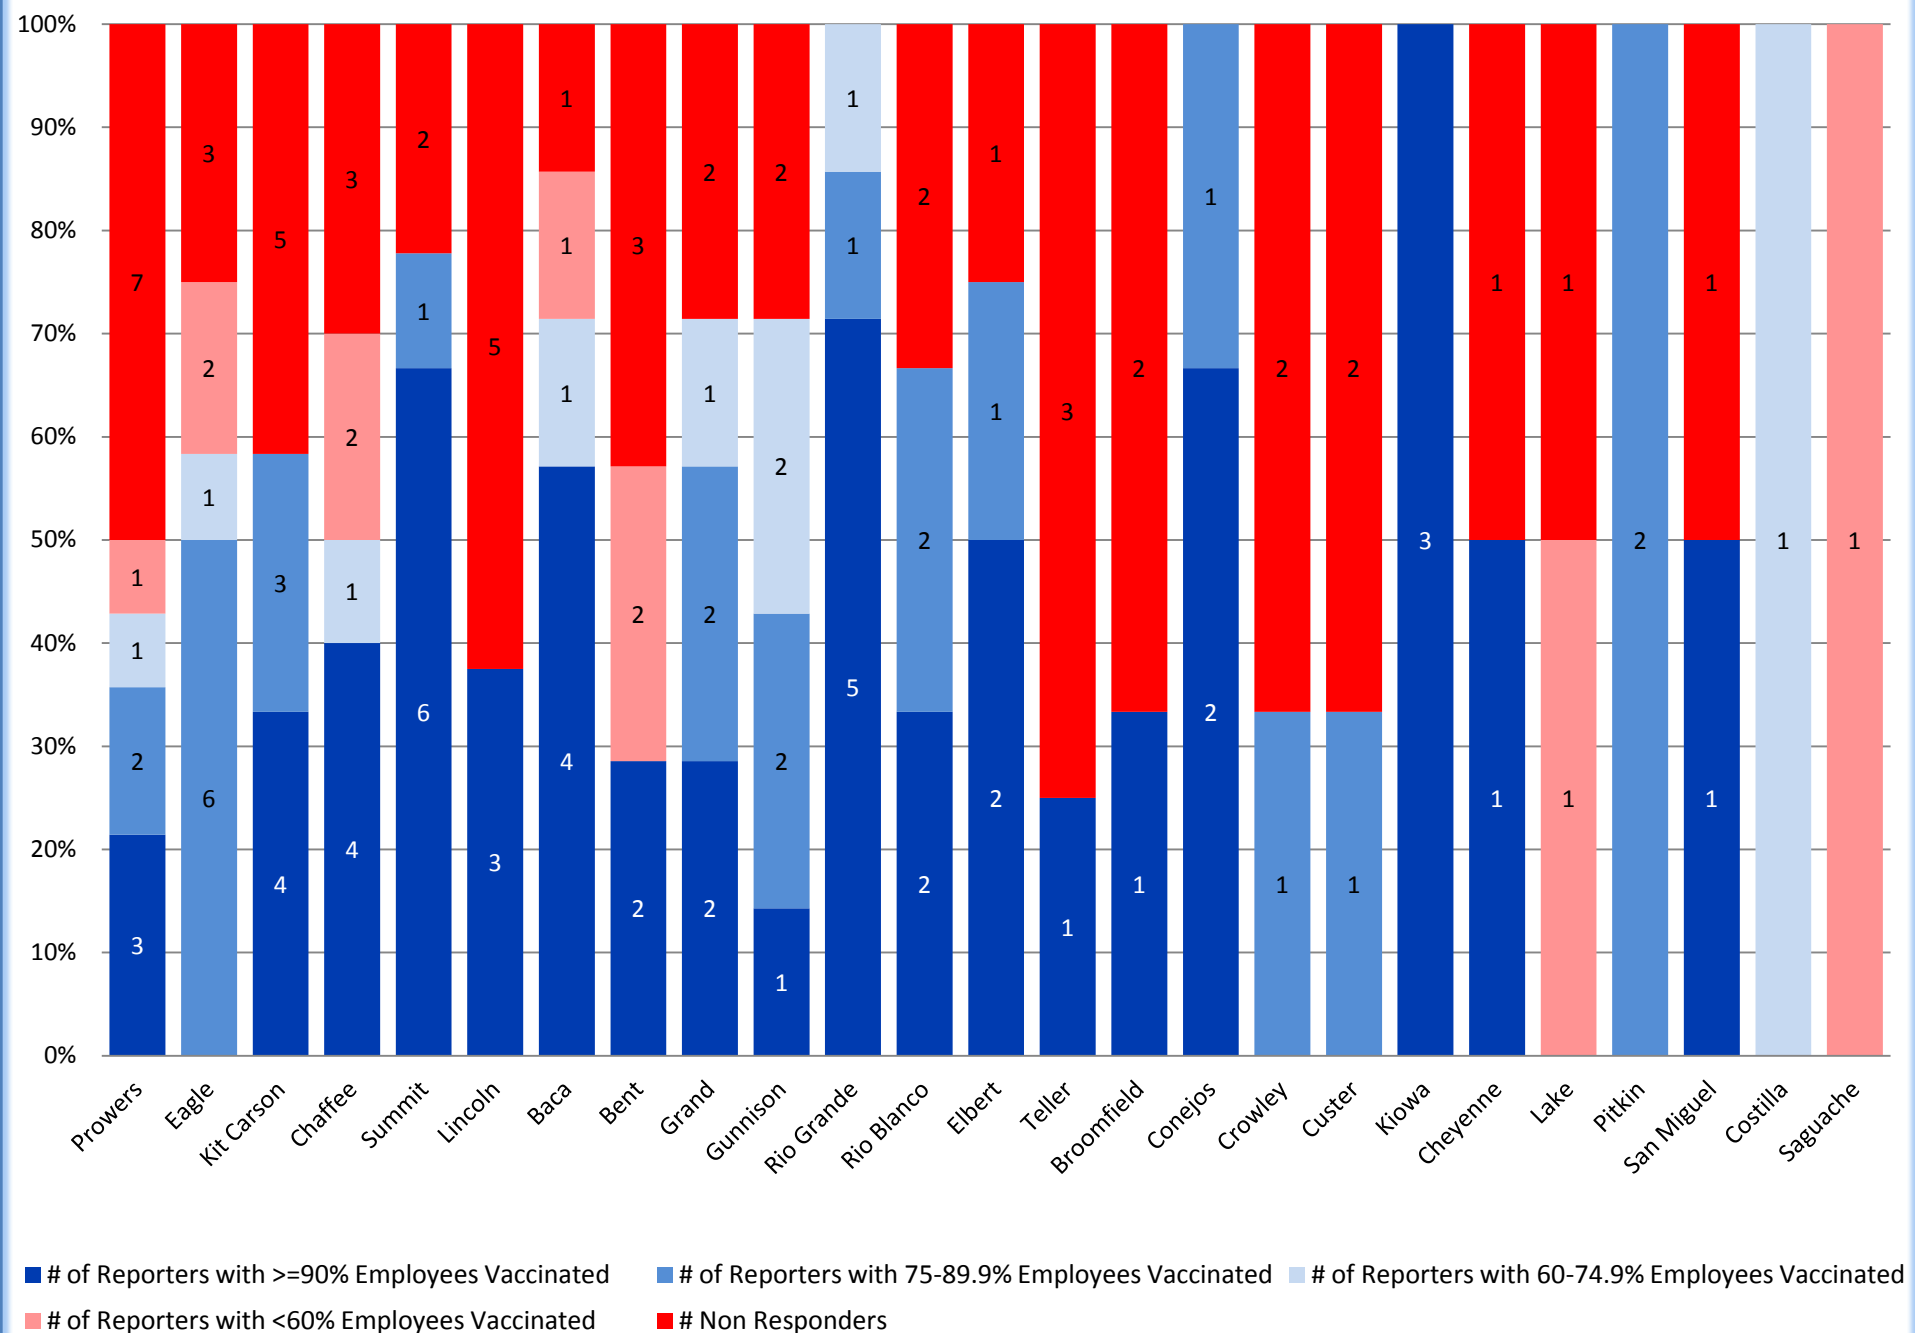 100%
90%
80%
70%
60%
50%
40%
30%
20%
10%
0%
3 2 1 1 7
6 1 2 3
4 3 5
4 1 2 3
6 1 2
3 5
4 1 1 1
2 2 3
2 2 1 2
1 2 2 2
5 1 1
2 2 2
2 1 1
1 3
1 2
2 1
1 2
1 2
3
1 1
1 1
2
1 1
1
1
Prowers
Eagle
Kit Carson
Chaffee
Summit
Lincoln
Baca
Bent
Grand
Gunnison
Rio Grande
Rio Blanco
Elbert
Teller
Broomfield
Conejos
Crowley
Custer
Kiowa
Cheyenne
Lake
Pitkin
San Miguel
Costilla
Saguache
# of Reporters with >=90% Employees Vaccinated
# of Reporters with 75-89.9% Employees Vaccinated
# of Reporters with 60-74.9% Employees Vaccinated
# of Reporters with <60% Employees Vaccinated
# Non Responders